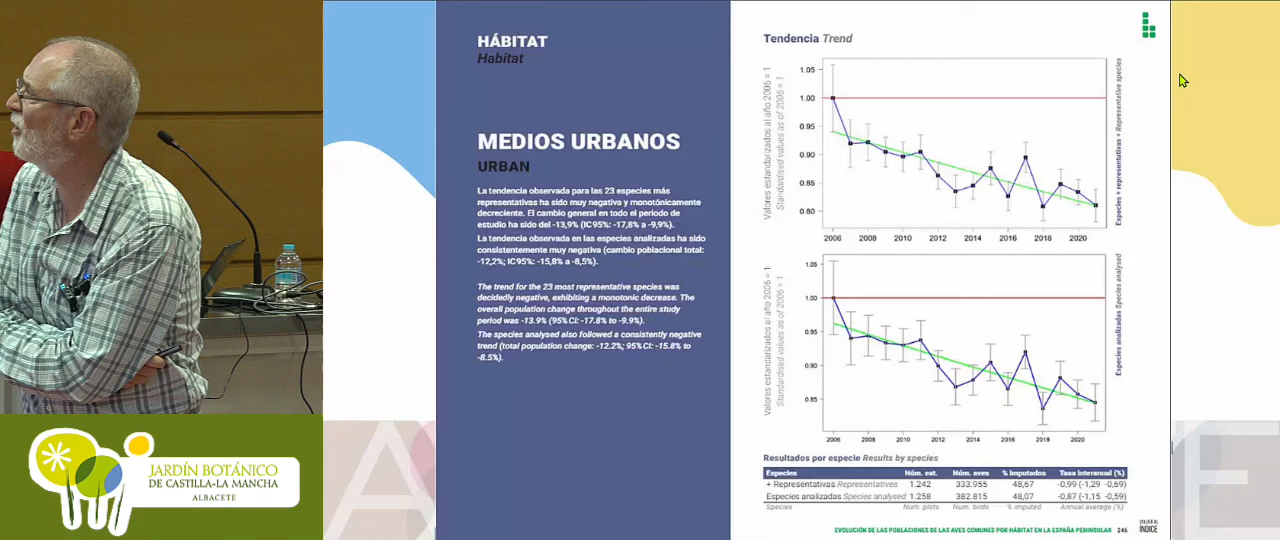 HÁBITAT
Habitat
MEDIOS URBANOS
URBAN
La tendencia observada para las 23 especies más
representativas ha sido muy negativa y monotónicamente
decreciente. El cambio general en todo el periodo de
estudio ha sido del -13,9% (IC95%: -17,8% a -9,9%).
La tendencia observada en las especies analizadas ha sido
consistentemente muy negativa (cambio poblacional total:
-12,2%; IC95%: -15,8% a -8,5%).
The trend for the 23 most representative species was
decidedly negative, exhibiting a monotonic decrease. The
overall population change throughout the entire study
period was -13.9% (95% CI: -17.8% to -9.9%).
The species analysed also followed a consistently negative
trend (total population change: -12.2%; 95% CI: -15.8% to
-8.5%).
Tendencia Trend
Valores estandarizados al año 2006 = 1
Standardised values as of 2006 = 1
1.05
1.00
0.95
0.90
0.85
0.80
2006 2008 2010 2012 2014 2016 2018 2020
Especies + representativas + Representative species
Valores estandarizados al año 2006 = 1
Standardised values as of 2006 = 1
1.05
1.00
0.95
0.90
0.85
2006 2008 2010 2012 2014 2016 2018 2020
Especies analizadas Species analysed
Resultados por especie Results by species
Especies Núm. est. Núm. aves % imputados Tasa interanual (%)
+ Representativas Representatives 1.242 333.955 48,67 -0,99 (-1,29 -0,69)
Especies analizadas Species analysed 1.258 382.815 48,07 -0,87 (-1,15 -0,59)
Species Num. plots Num. birds % imputed Annual average (%)
EVOLUCIÓN DE LAS POBLACIONES DE LAS AVES COMUNES POR HÁBITAT EN LA ESPAÑA PENINSULAR 246
VOLVER AL
ÍNDICE
JARDÍN BOTÁNICO
DE CASTILLA-LA MANCHA
ALBACETE
A
E